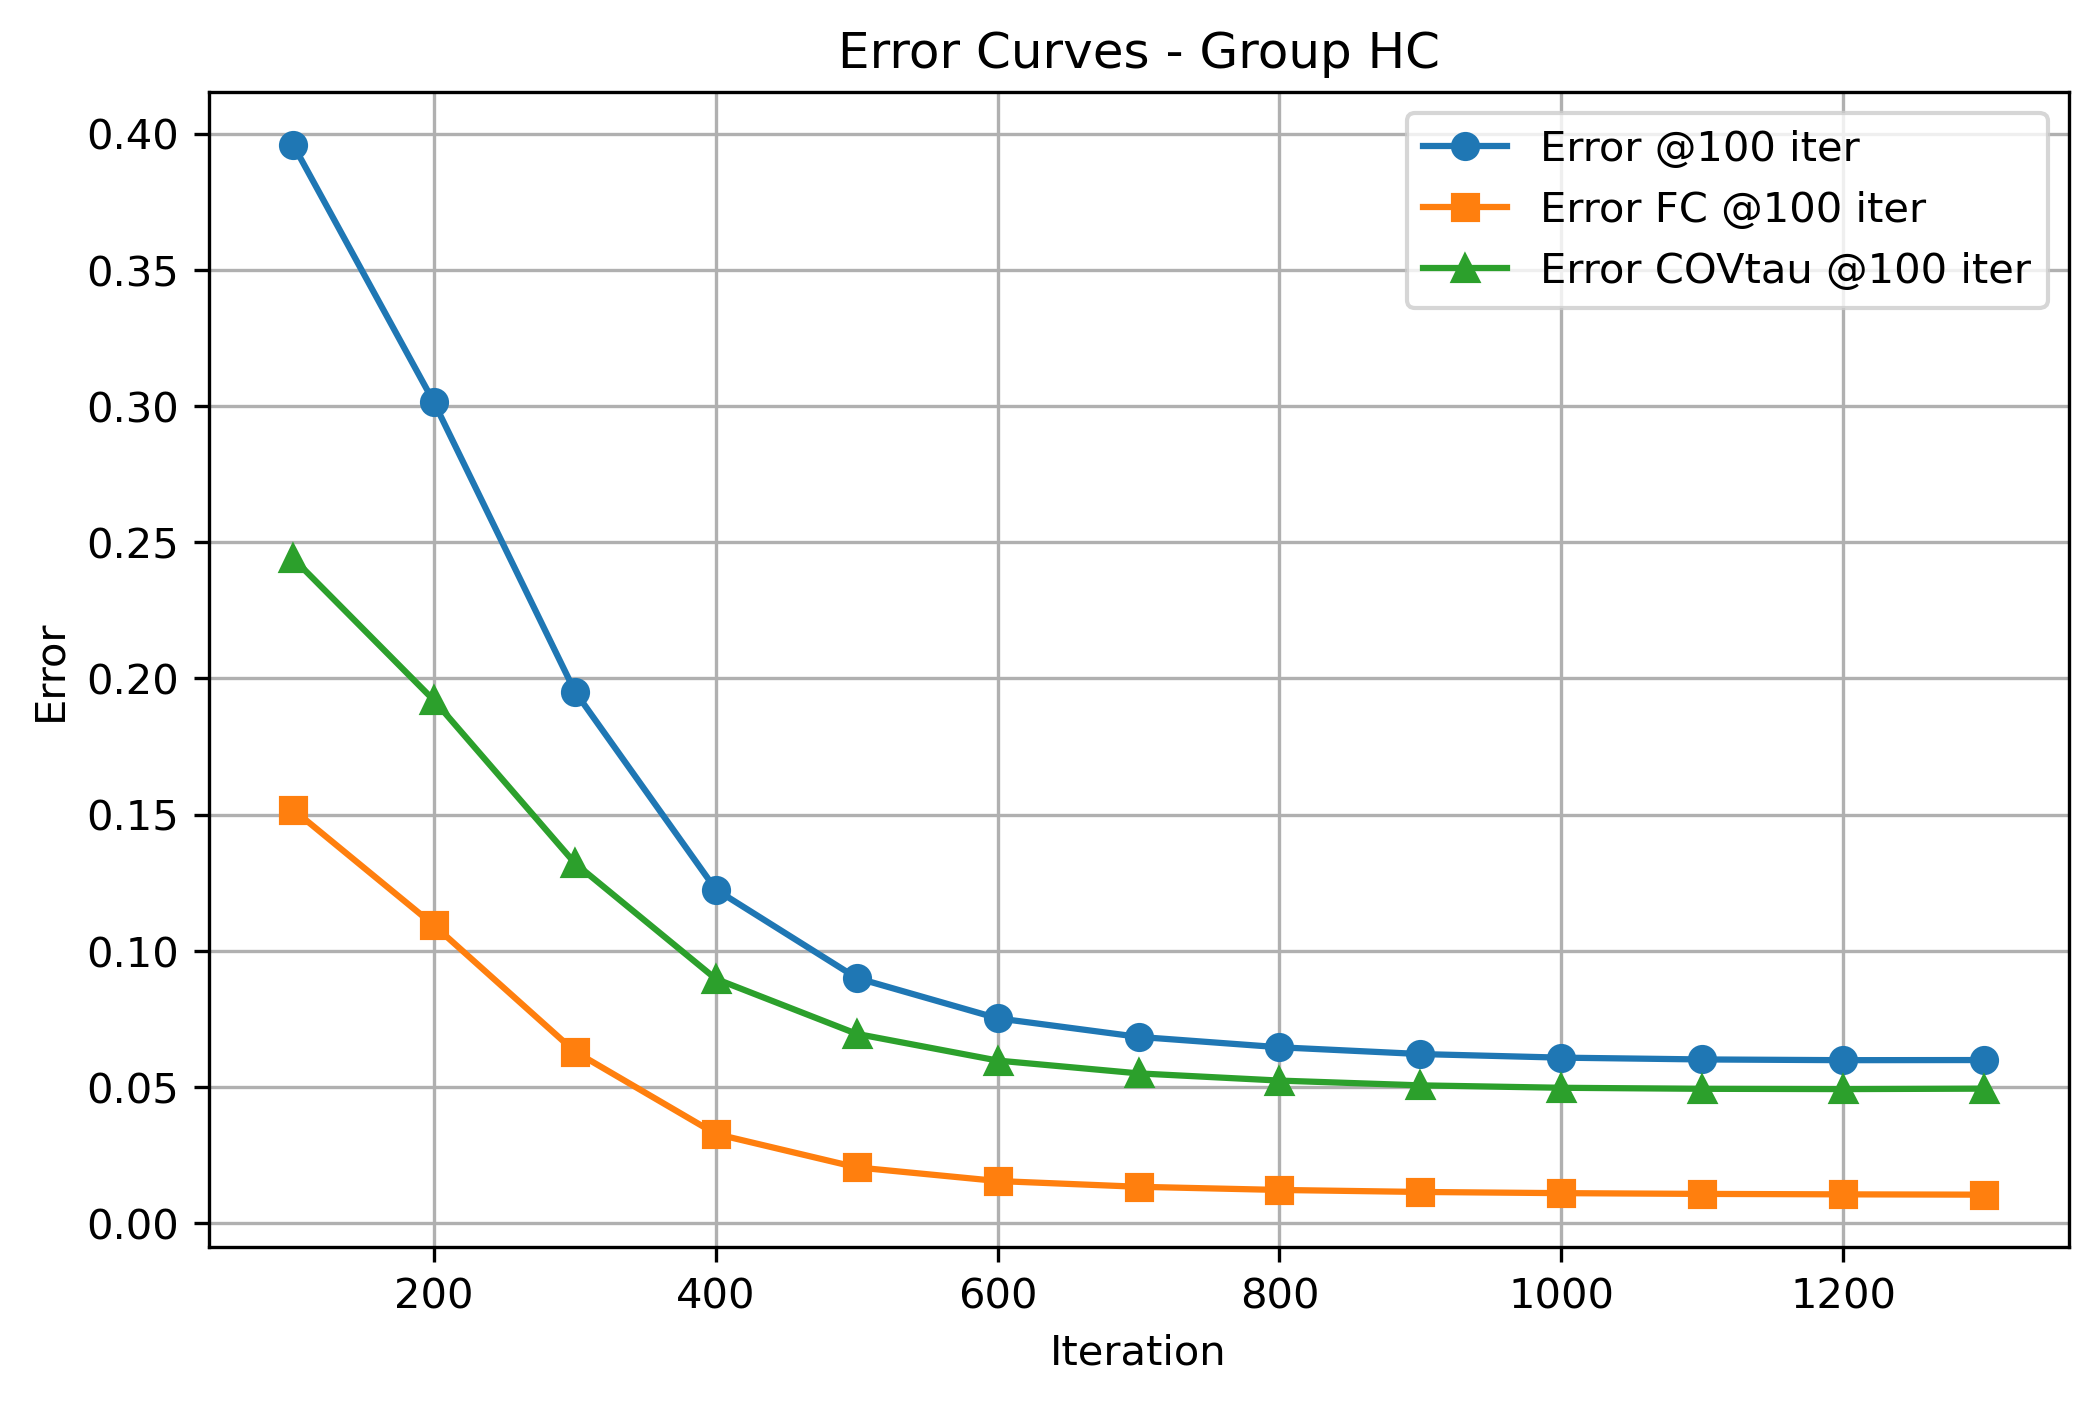 Error Curves - Group HC
Error @100 iter
Error FC @100 iter
Error COVtau @100 iter
0.40
0.35
0.30
0.25
0.20
0.15
0.10
0.05
0.00
Error
200 400 600 800 1000 1200
Iteration